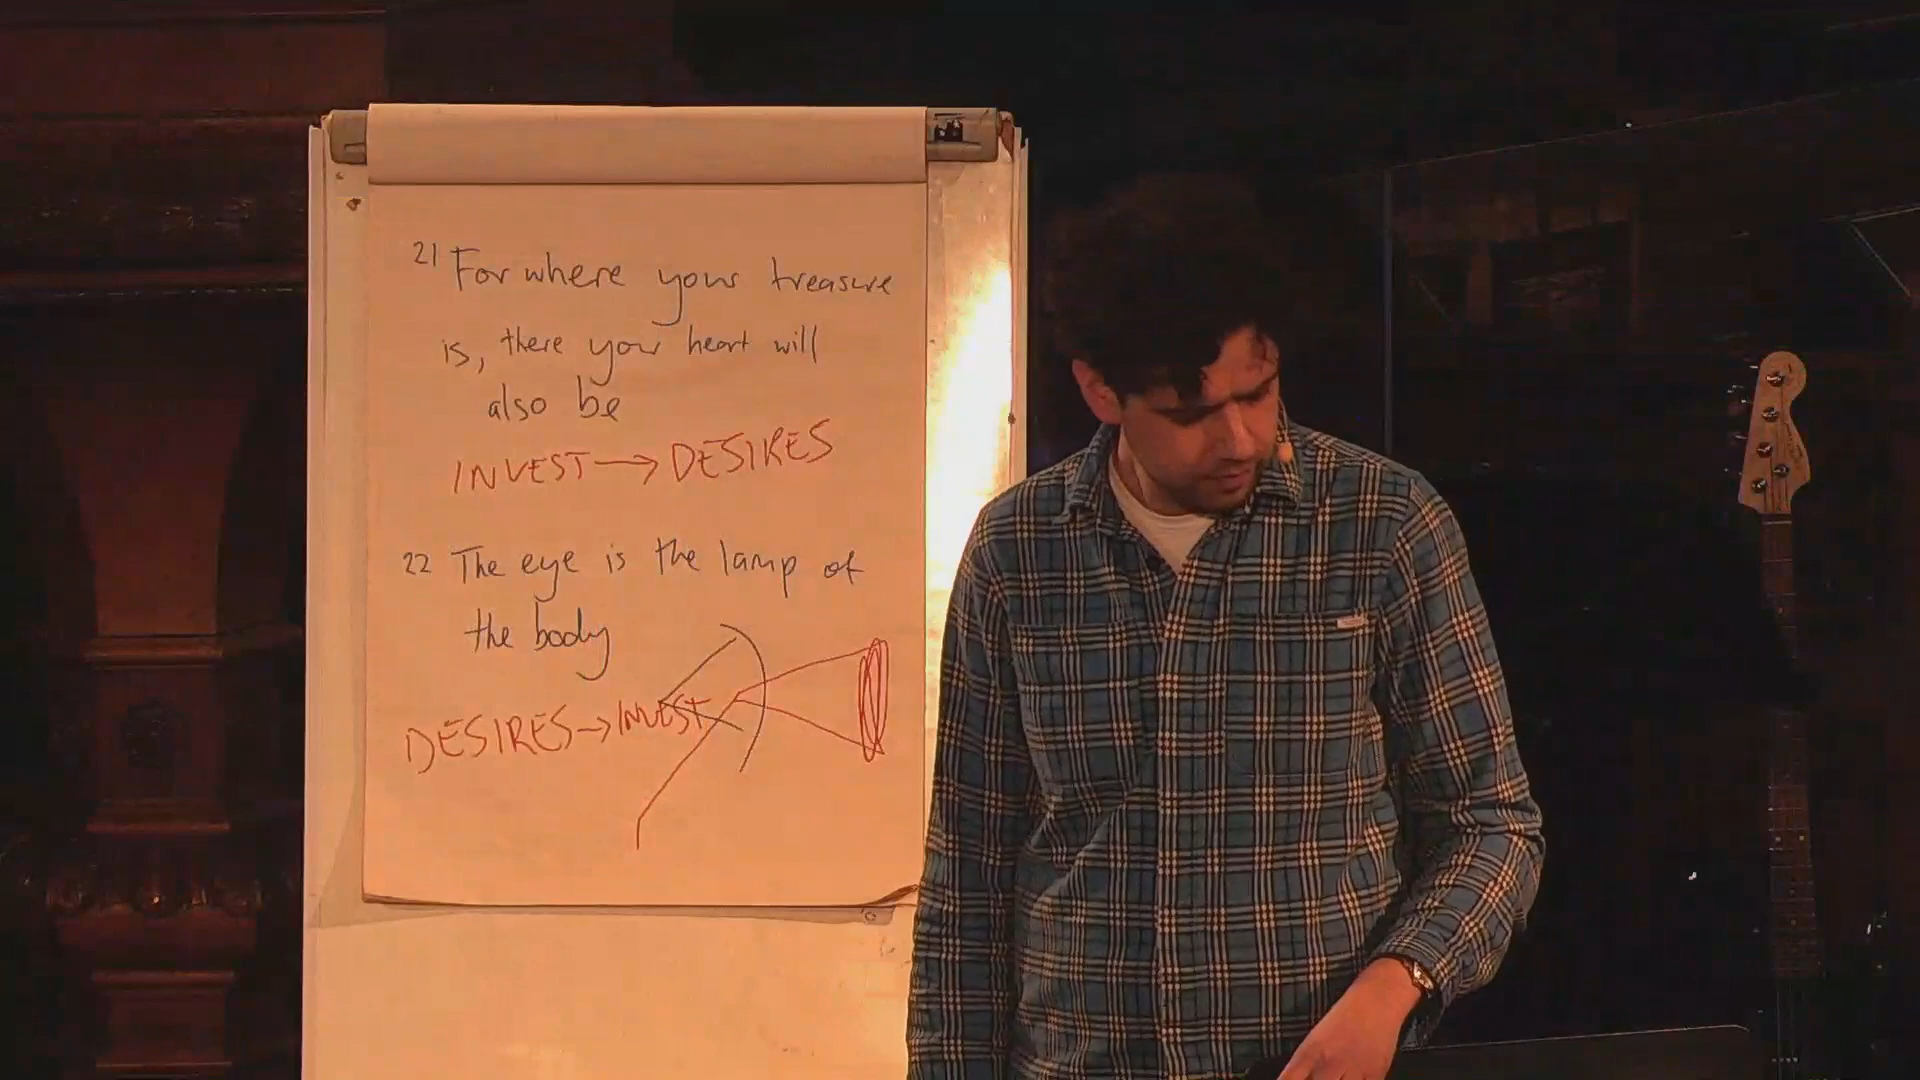 21 For where your treasure
is, there your heart will
also be
INVEST → DESIRES
22 The eye is the lamp of
the body
DESIRES → INVEST